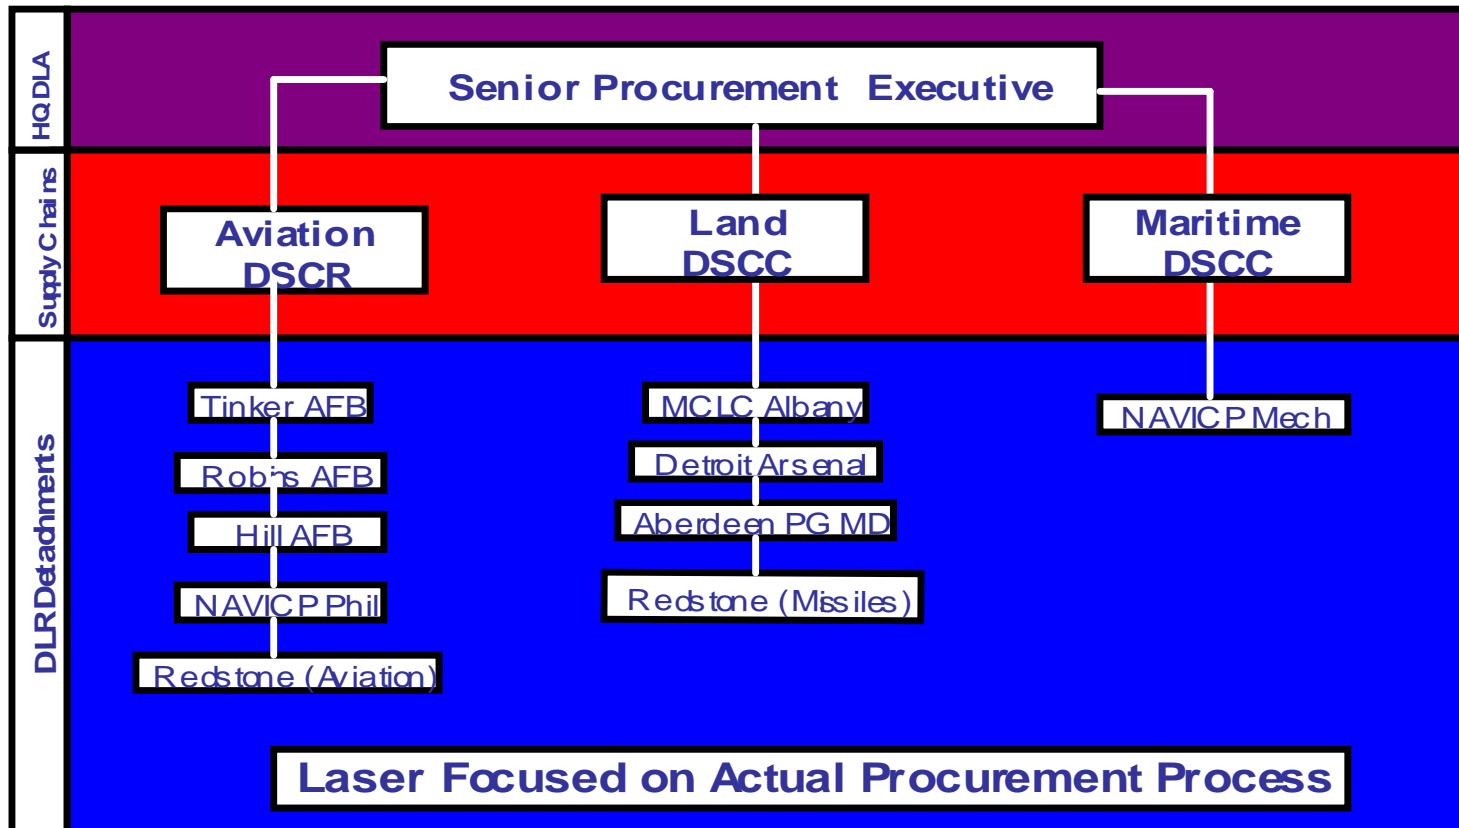 HQ DLA
Senior Procurement Executive
Supply Chains
Aviation
DSCR
Land
DSCC
Maritime
DSCC
DLR Detachments
Tinker AFB
Robins AFB
Hill AFB
NAVICP Phil
Redstone (Aviation)
MCLC Albany
Detroit Arsenal
Aberdeen PG MD
Redstone (Missiles)
NAVICP Mech
Laser Focused on Actual Procurement Process